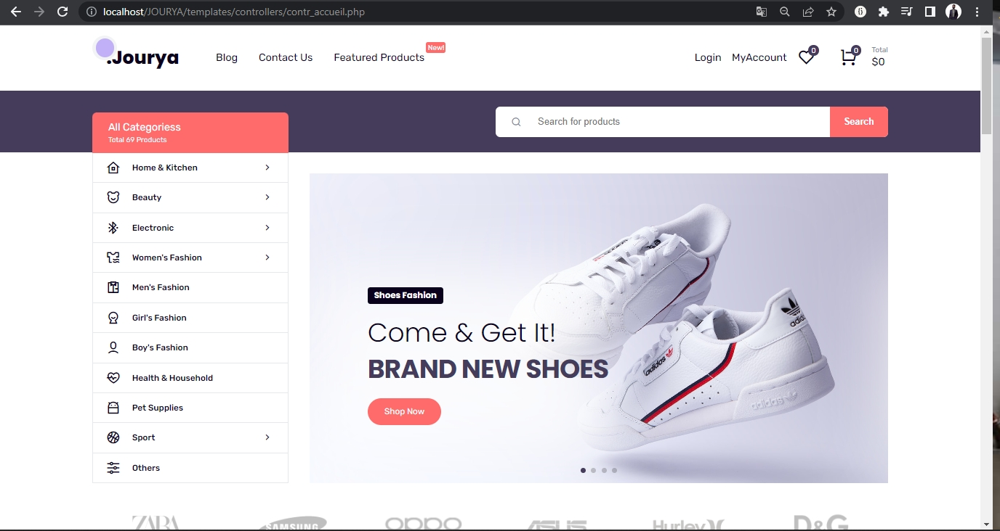 localhost/JOURYA/templates/controllers/contr_accueil.php
.Jourya
Blog
Contact Us
Featured Products
New!
Login
MyAccount
0
0
Total
$0
All Categoriess
Total 69 Products
Search for products
Search
Home & Kitchen
Beauty
Electronic
Women's Fashion
Men's Fashion
Girl's Fashion
Boy's Fashion
Health & Household
Pet Supplies
Sport
Others
Shoes Fashion
Come & Get It!
BRAND NEW SHOES
Shop Now
adidas
adidas
adidas
ZARA
SAMSUNG
oppo
ASUS
Hurley
D&G